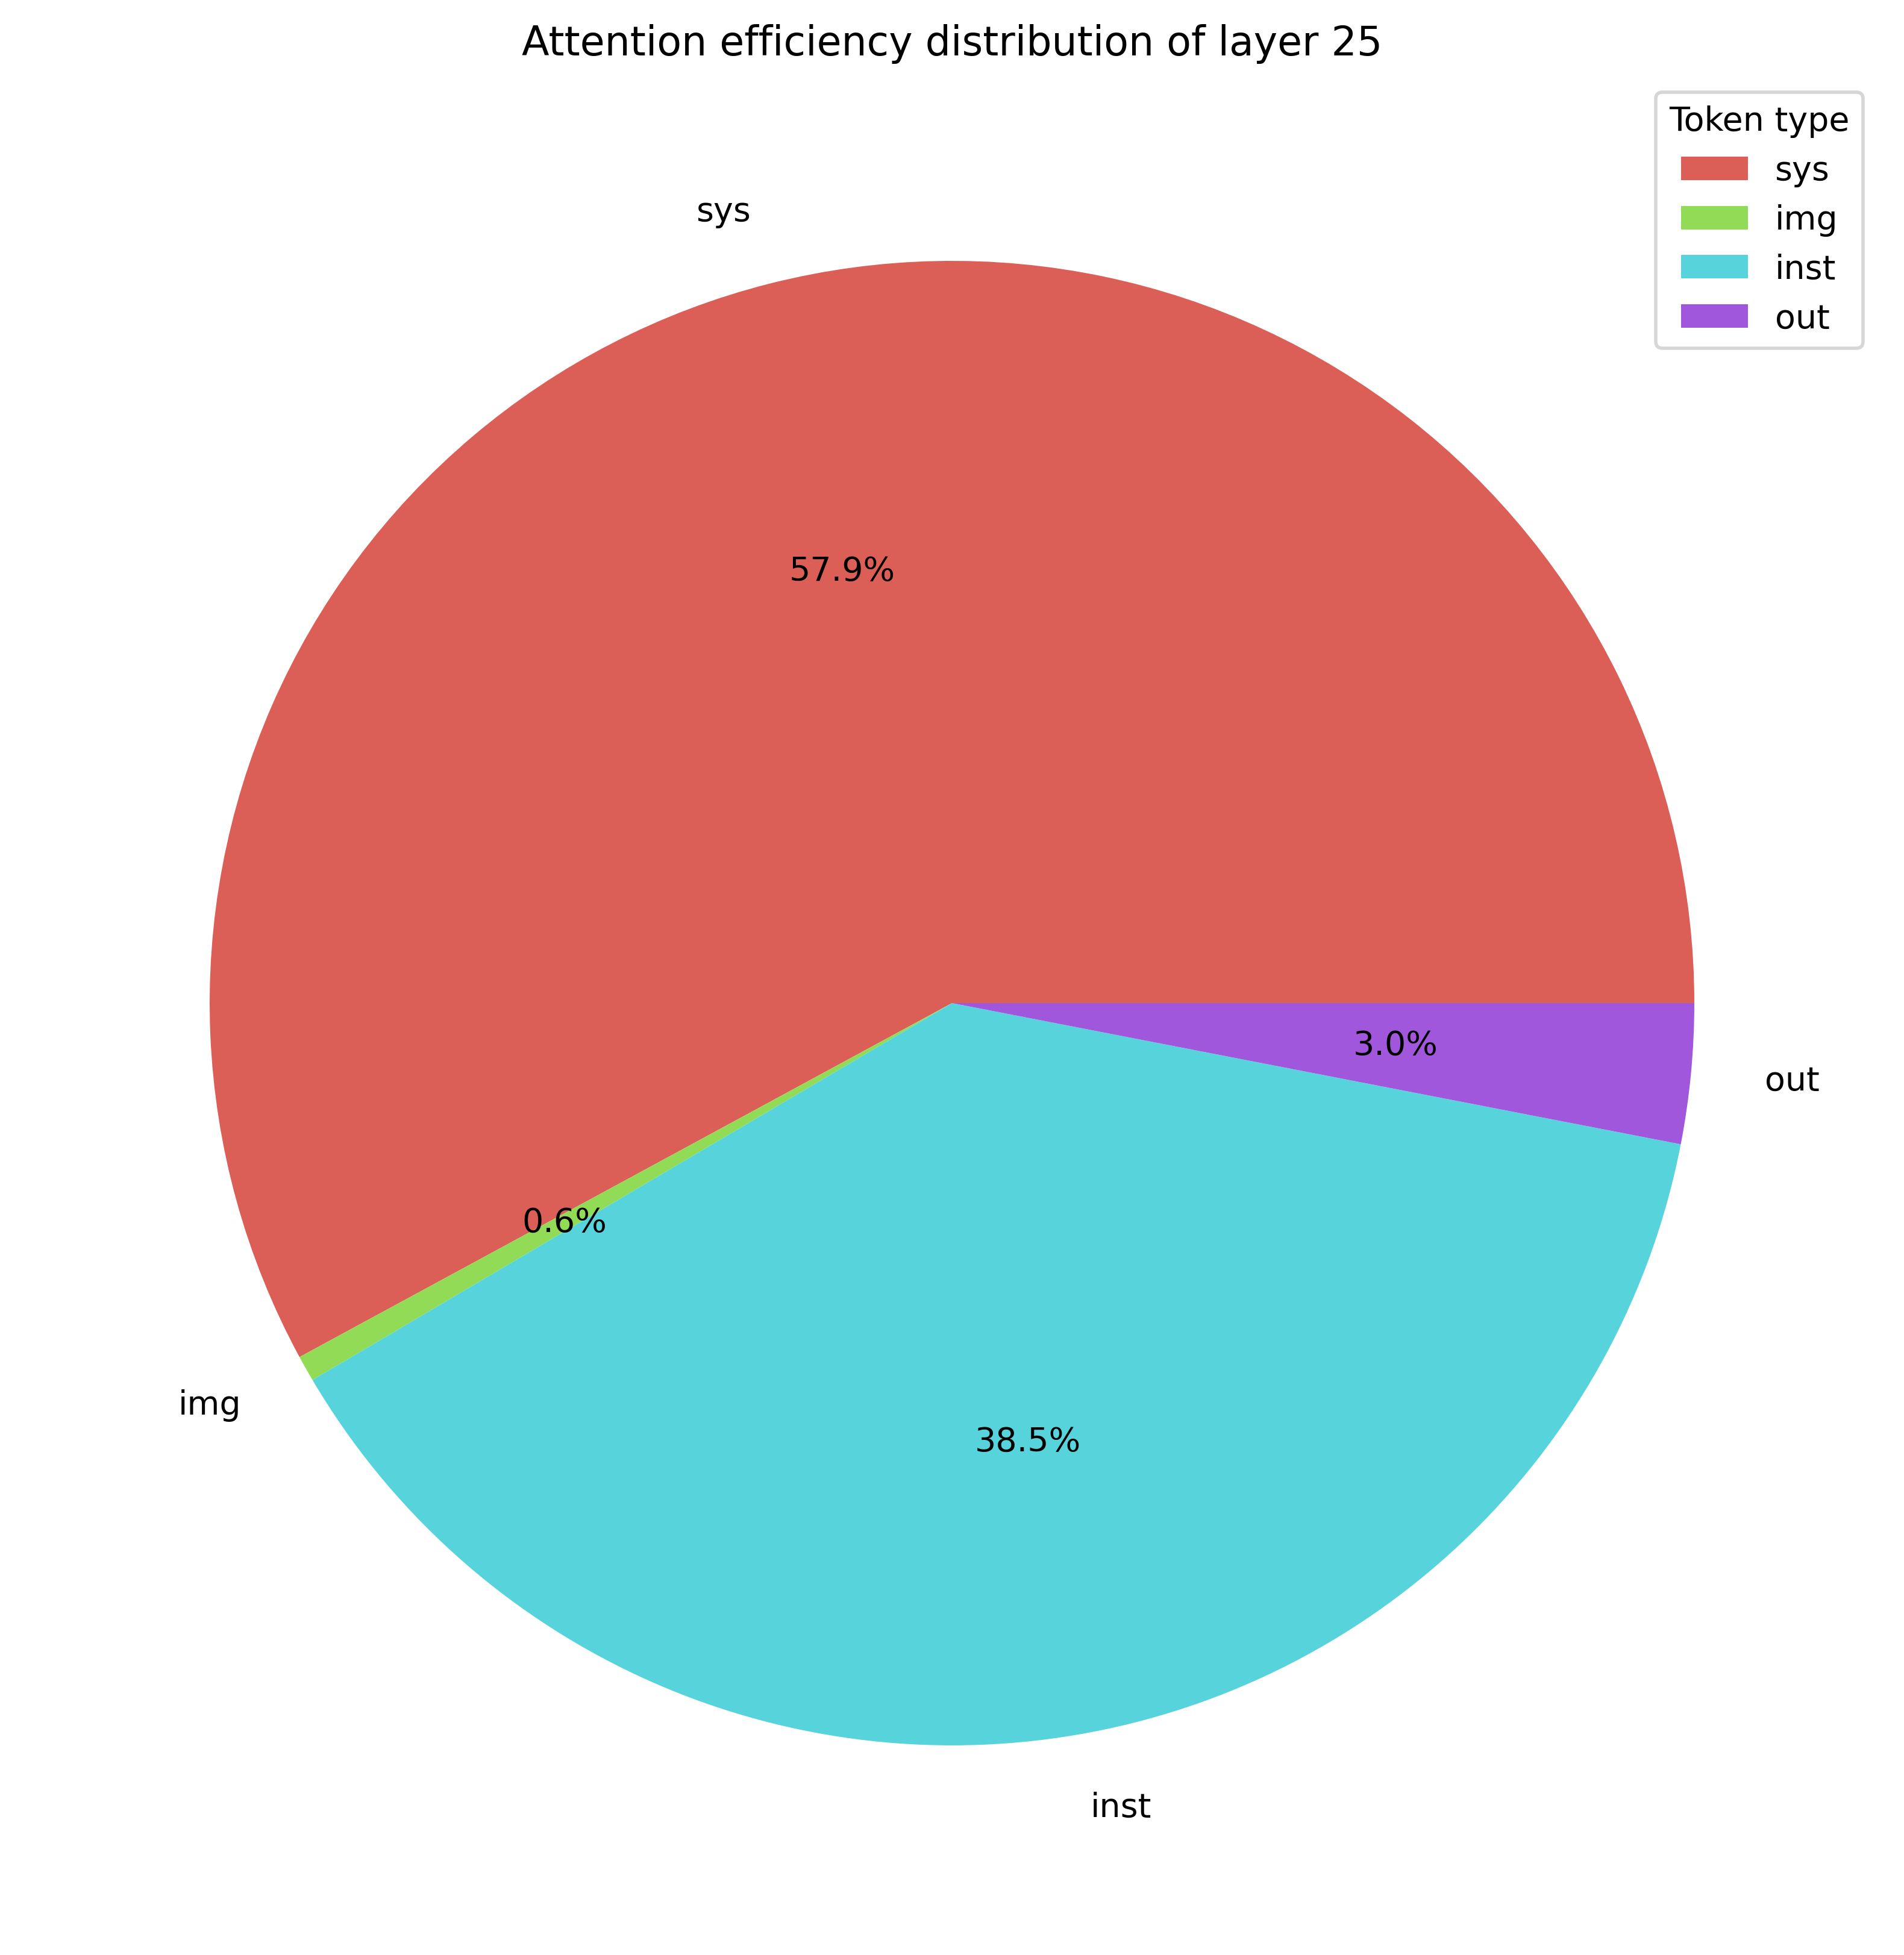 Attention efficiency distribution of layer 25
Token type
sys
img
inst
out
sys
57.9%
3.0%
out
0.6%
img
38.5%
inst